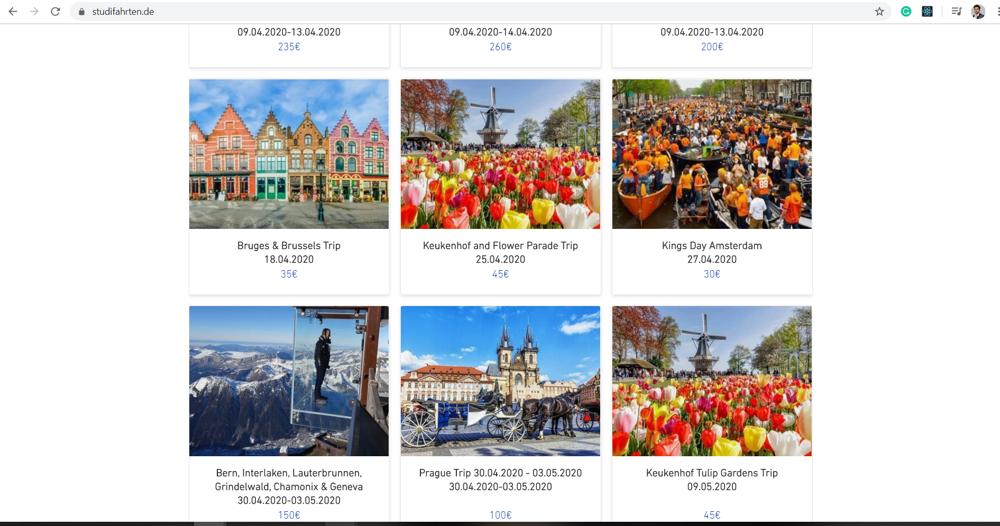 studifahrten.de
09.04.2020-13.04.2020
235€
09.04.2020-14.04.2020
260€
09.04.2020-13.04.2020
200€
Bruges & Brussels Trip
18.04.2020
35€
Keukenhof and Flower Parade Trip
25.04.2020
45€
Kings Day Amsterdam
27.04.2020
30€
88
Bern, Interlaken, Lauterbrunnen,
Grindelwald, Chamonix & Geneva
30.04.2020-03.05.2020
150€
Prague Trip 30.04.2020 - 03.05.2020
30.04.2020-03.05.2020
100€
Keukenhof Tulip Gardens Trip
09.05.2020
45€